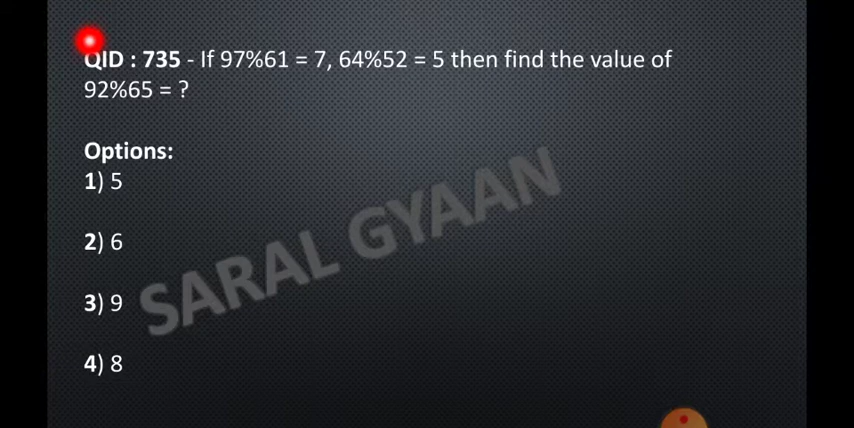 QID : 735 - If 97%61 = 7, 64%52 = 5 then find the value of
92%65 = ?
Options:
1) 5
2) 6
3) 9
4) 8
SARAL GYAAN